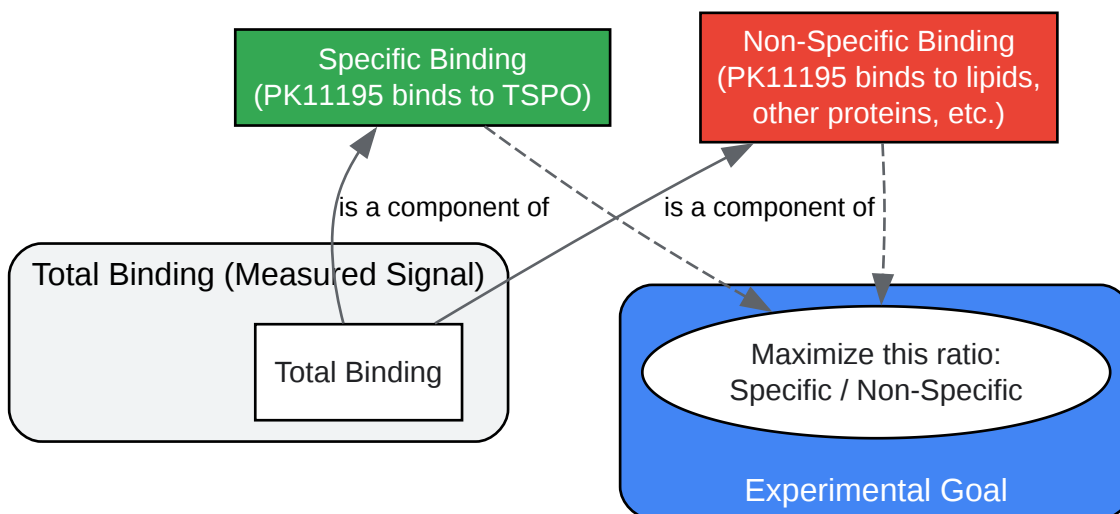 Specific Binding
(PK11195 binds to TSPO)
Non-Specific Binding
(PK11195 binds to lipids,
other proteins, etc.)
is a component of
is a component of
Total Binding (Measured Signal)
Total Binding
Maximize this ratio:
Specific / Non-Specific
Experimental Goal